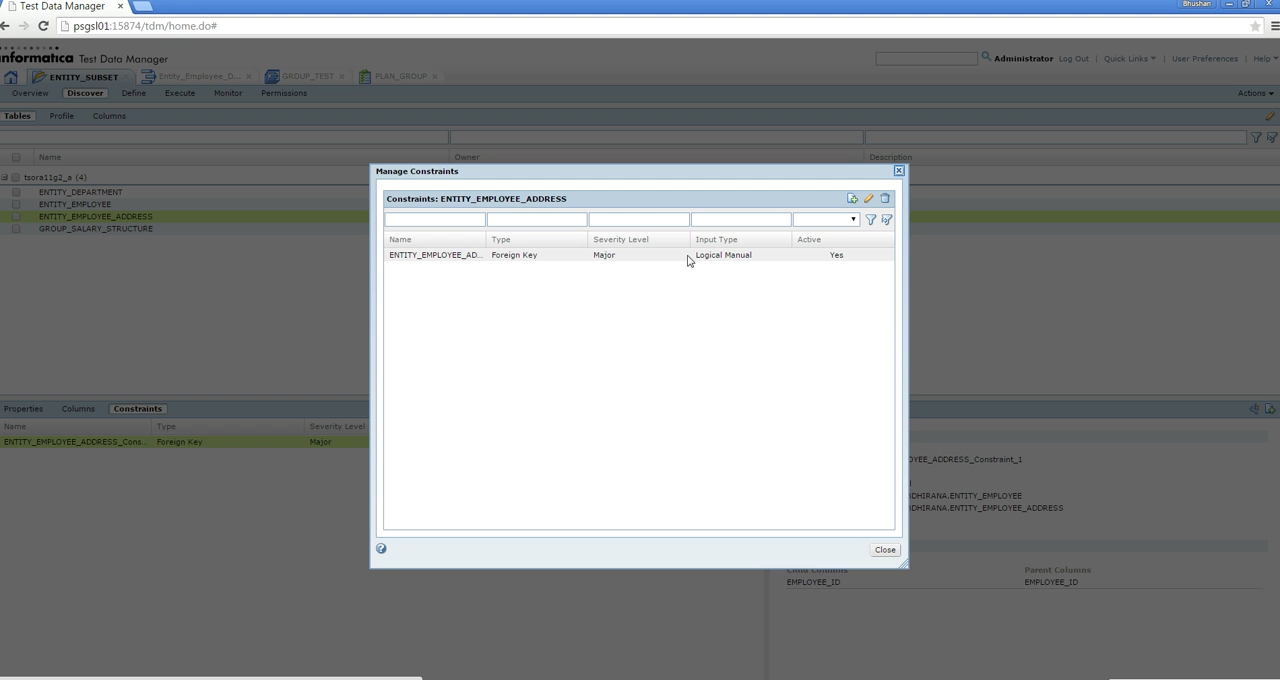 Test Data Manager
Bhushan
psgsl01:15874/tdm/home.do#
Informatica Test Data Manager
Administrator Log Out Quick Links User Preferences Help
ENTITY_SUBSET Entity_Employee_D... GROUP_TEST PLAN_GROUP
Overview Discover Define Execute Monitor Permissions Actions
Tables Profile Columns
Name Owner Description
tsora11g2_a (4)
ENTITY_DEPARTMENT
ENTITY_EMPLOYEE
ENTITY_EMPLOYEE_ADDRESS
GROUP_SALARY_STRUCTURE
Manage Constraints
Constraints: ENTITY_EMPLOYEE_ADDRESS
Name Type Severity Level Input Type Active
ENTITY_EMPLOYEE_AD... Foreign Key Major Logical Manual Yes
Close
Properties Columns Constraints
Name Type Severity Level
ENTITY_EMPLOYEE_ADDRESS_Cons... Foreign Key Major
OYEE_ADDRESS_Constraint_1
DHIRANA.ENTITY_EMPLOYEE
DHIRANA.ENTITY_EMPLOYEE_ADDRESS
Child Columns Parent Columns
EMPLOYEE_ID EMPLOYEE_ID